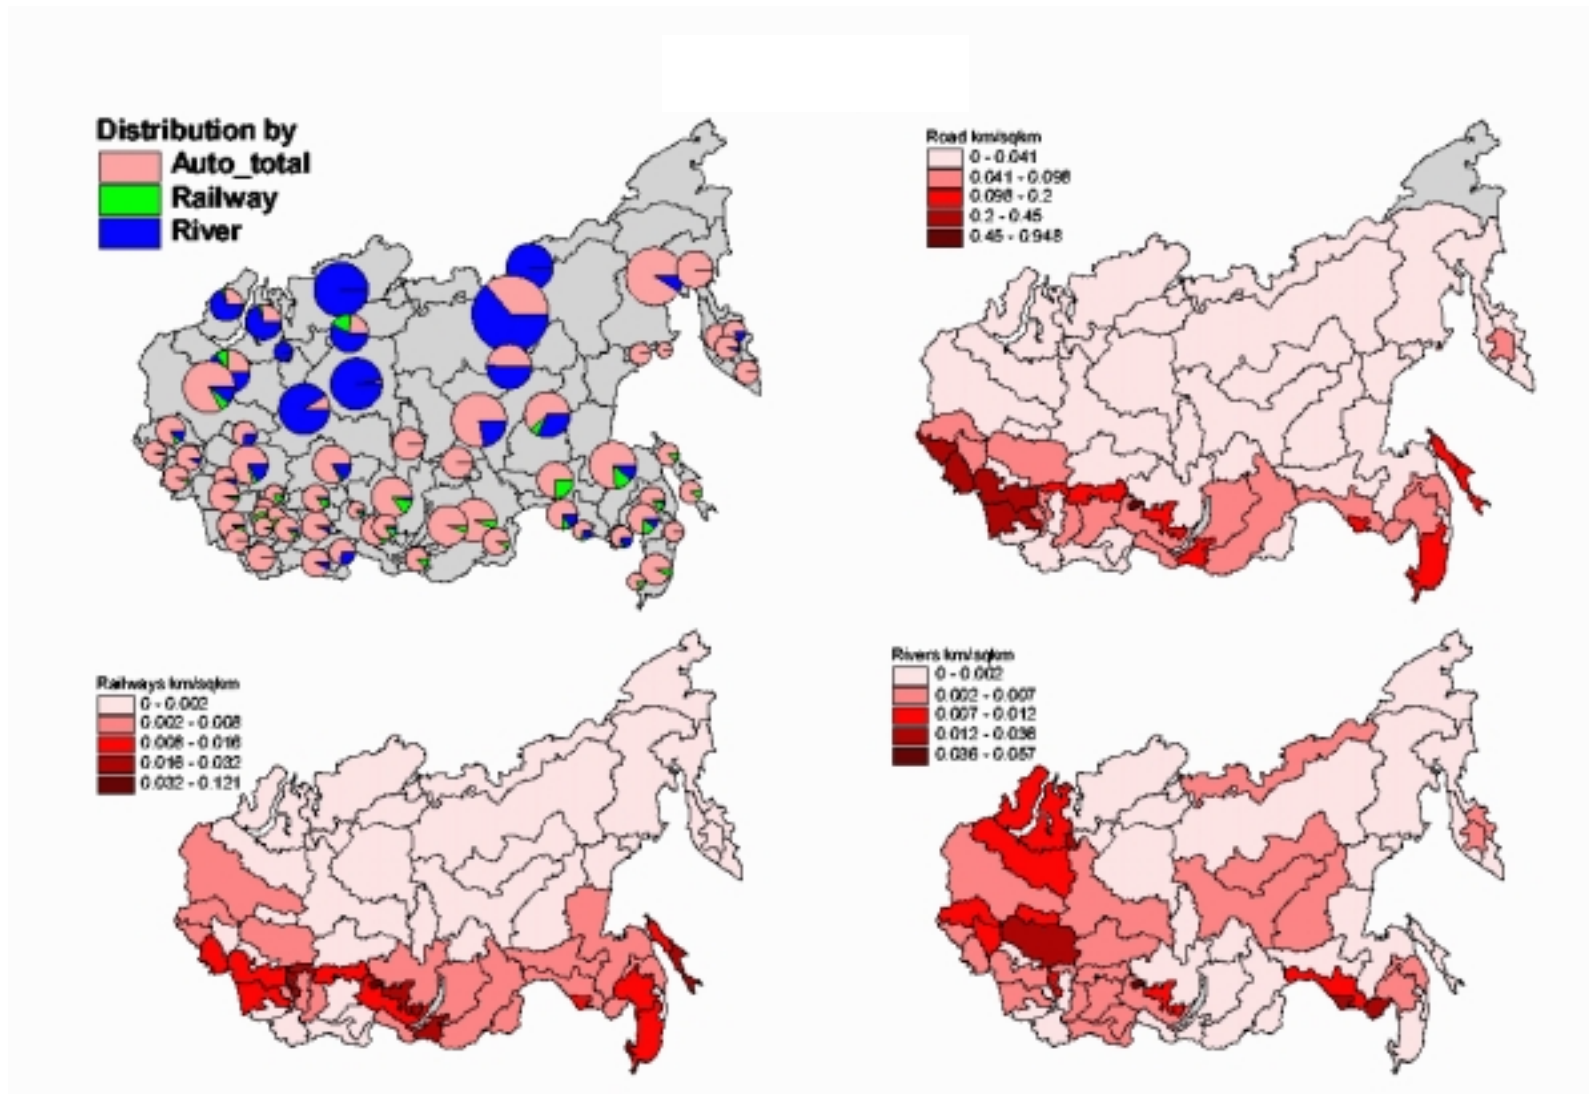 Distribution by
Auto_total
Railway
River
Road km/sqkm
0 - 0.041
0.041 - 0.098
0.098 - 0.2
0.2 - 0.45
0.45 - 0.948
Railways km/sqkm
0 - 0.002
0.002 - 0.008
0.008 - 0.016
0.016 - 0.032
0.032 - 0.121
Rivers km/sqkm
0 - 0.002
0.002 - 0.007
0.007 - 0.012
0.012 - 0.036
0.036 - 0.057